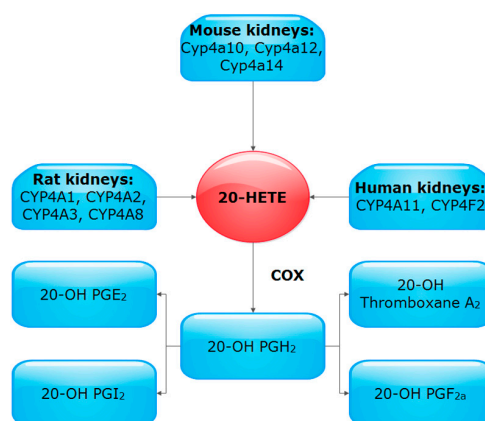 Mouse kidneys:
Cyp4a10, Cyp4a12,
Cyp4a14
Rat kidneys:
CYP4A1, CYP4A2,
CYP4A3, CYP4A8
20-HETE
Human kidneys:
CYP4A11, CYP4F2
COX
20-OH PGE₂
20-OH
Thromboxane A₂
20-OH PGH₂
20-OH PGI₂
20-OH PGF₂ₐ